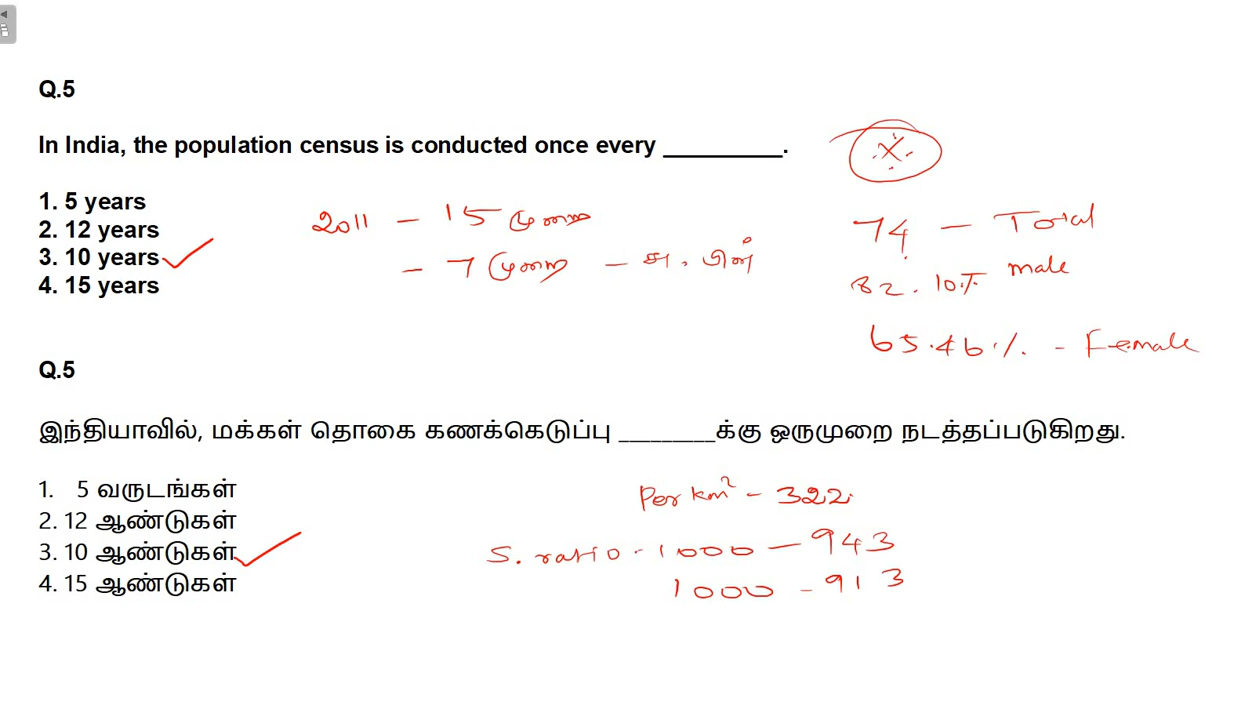 Q.5
In India, the population census is conducted once every _________.
1. 5 years
2. 12 years
3. 10 years
4. 15 years
2011 - 15 முறை
- 7 முறை - சு. பின்
X
74 - Total
82.10% male
65.46% - Female
Q.5
இந்தியாவில், மக்கள் தொகை கணக்கெடுப்பு _________க்கு ஒருமுறை நடத்தப்படுகிறது.
1. 5 வருடங்கள்
2. 12 ஆண்டுகள்
3. 10 ஆண்டுகள்
4. 15 ஆண்டுகள்
Per km² - 322
S. ratio - 1000 - 943
1000 - 913